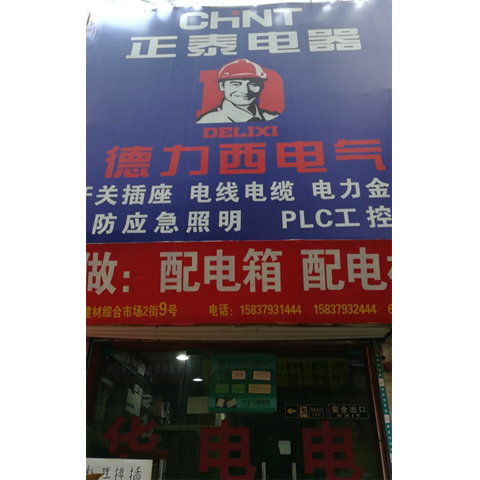 CHNT
正泰电器
DELIXI
德力西电气
开关插座 电线电缆 电力金
防应急照明 PLC工控
做：配电箱 配电
建材综合市场2街9号 电话：15837931444 15837932444 6
安全出口
EXIT
华电电